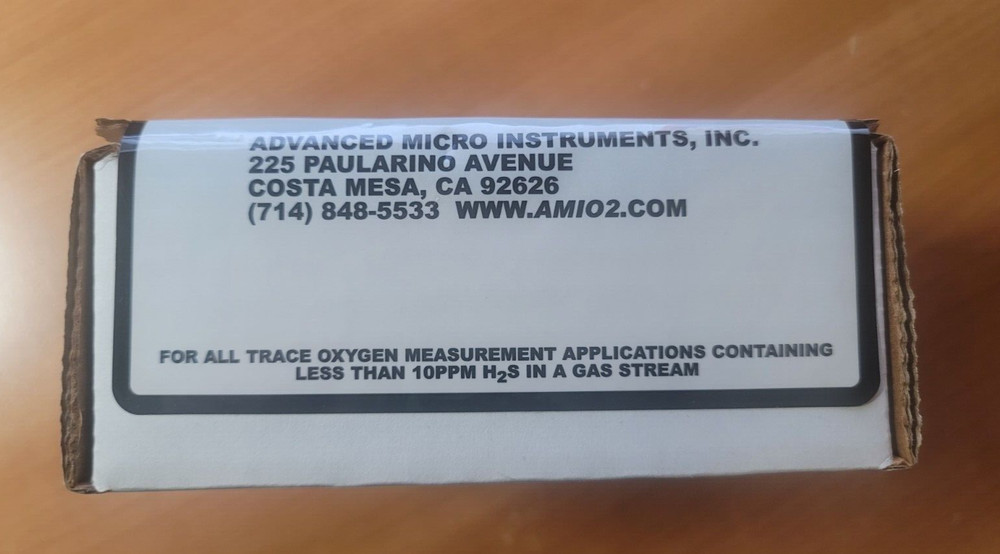 ADVANCED MICRO INSTRUMENTS, INC.
225 PAULARINO AVENUE
COSTA MESA, CA 92626
(714) 848-5533 WWW.AMIO2.COM
FOR ALL TRACE OXYGEN MEASUREMENT APPLICATIONS CONTAINING
LESS THAN 10PPM H₂S IN A GAS STREAM